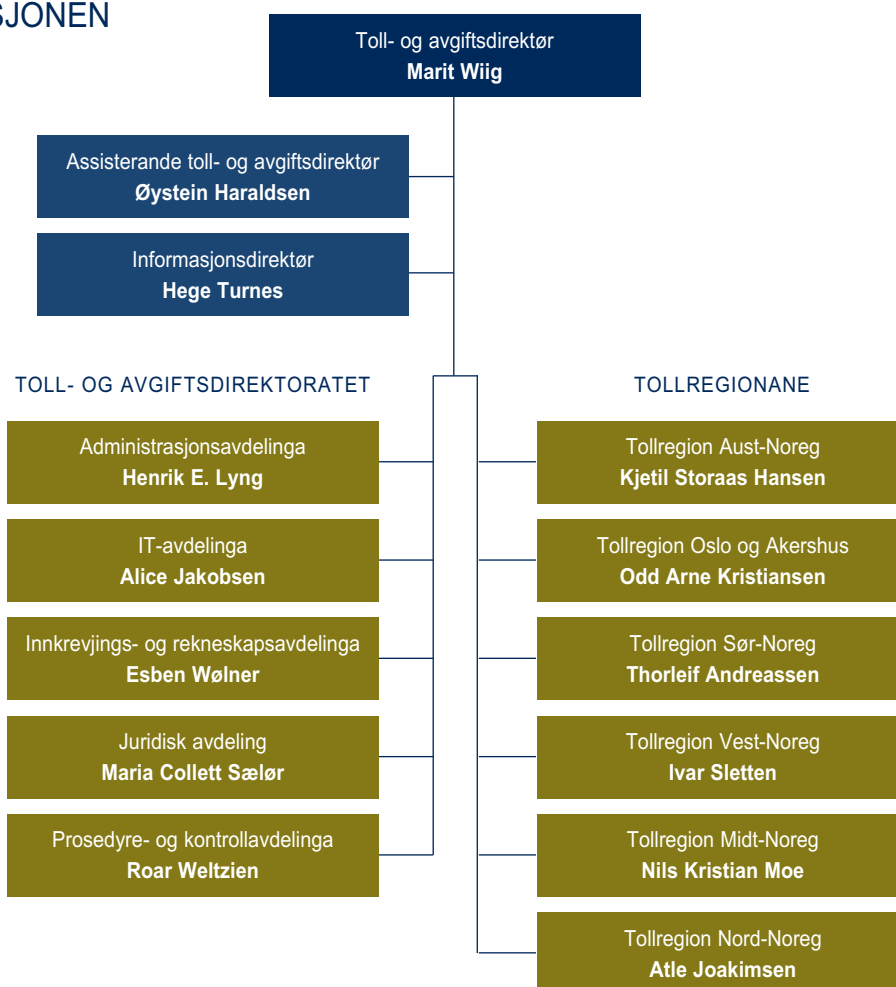 SJONEN
Toll- og avgiftsdirektør
Marit Wiig
Assisterande toll- og avgiftsdirektør
Øystein Haraldsen
Informasjonsdirektør
Hege Turnes
TOLL- OG AVGIFTSDIREKTORATET
Administrasjonsavdelinga
Henrik E. Lyng
IT-avdelinga
Alice Jakobsen
Innkrevjings- og rekneskapsavdelinga
Esben Wølner
Juridisk avdeling
Maria Collett Sælør
Prosedyre- og kontrollavdelinga
Roar Weltzien
TOLLREGIONANE
Tollregion Aust-Noreg
Kjetil Storaas Hansen
Tollregion Oslo og Akershus
Odd Arne Kristiansen
Tollregion Sør-Noreg
Thorleif Andreassen
Tollregion Vest-Noreg
Ivar Sletten
Tollregion Midt-Noreg
Nils Kristian Moe
Tollregion Nord-Noreg
Atle Joakimsen